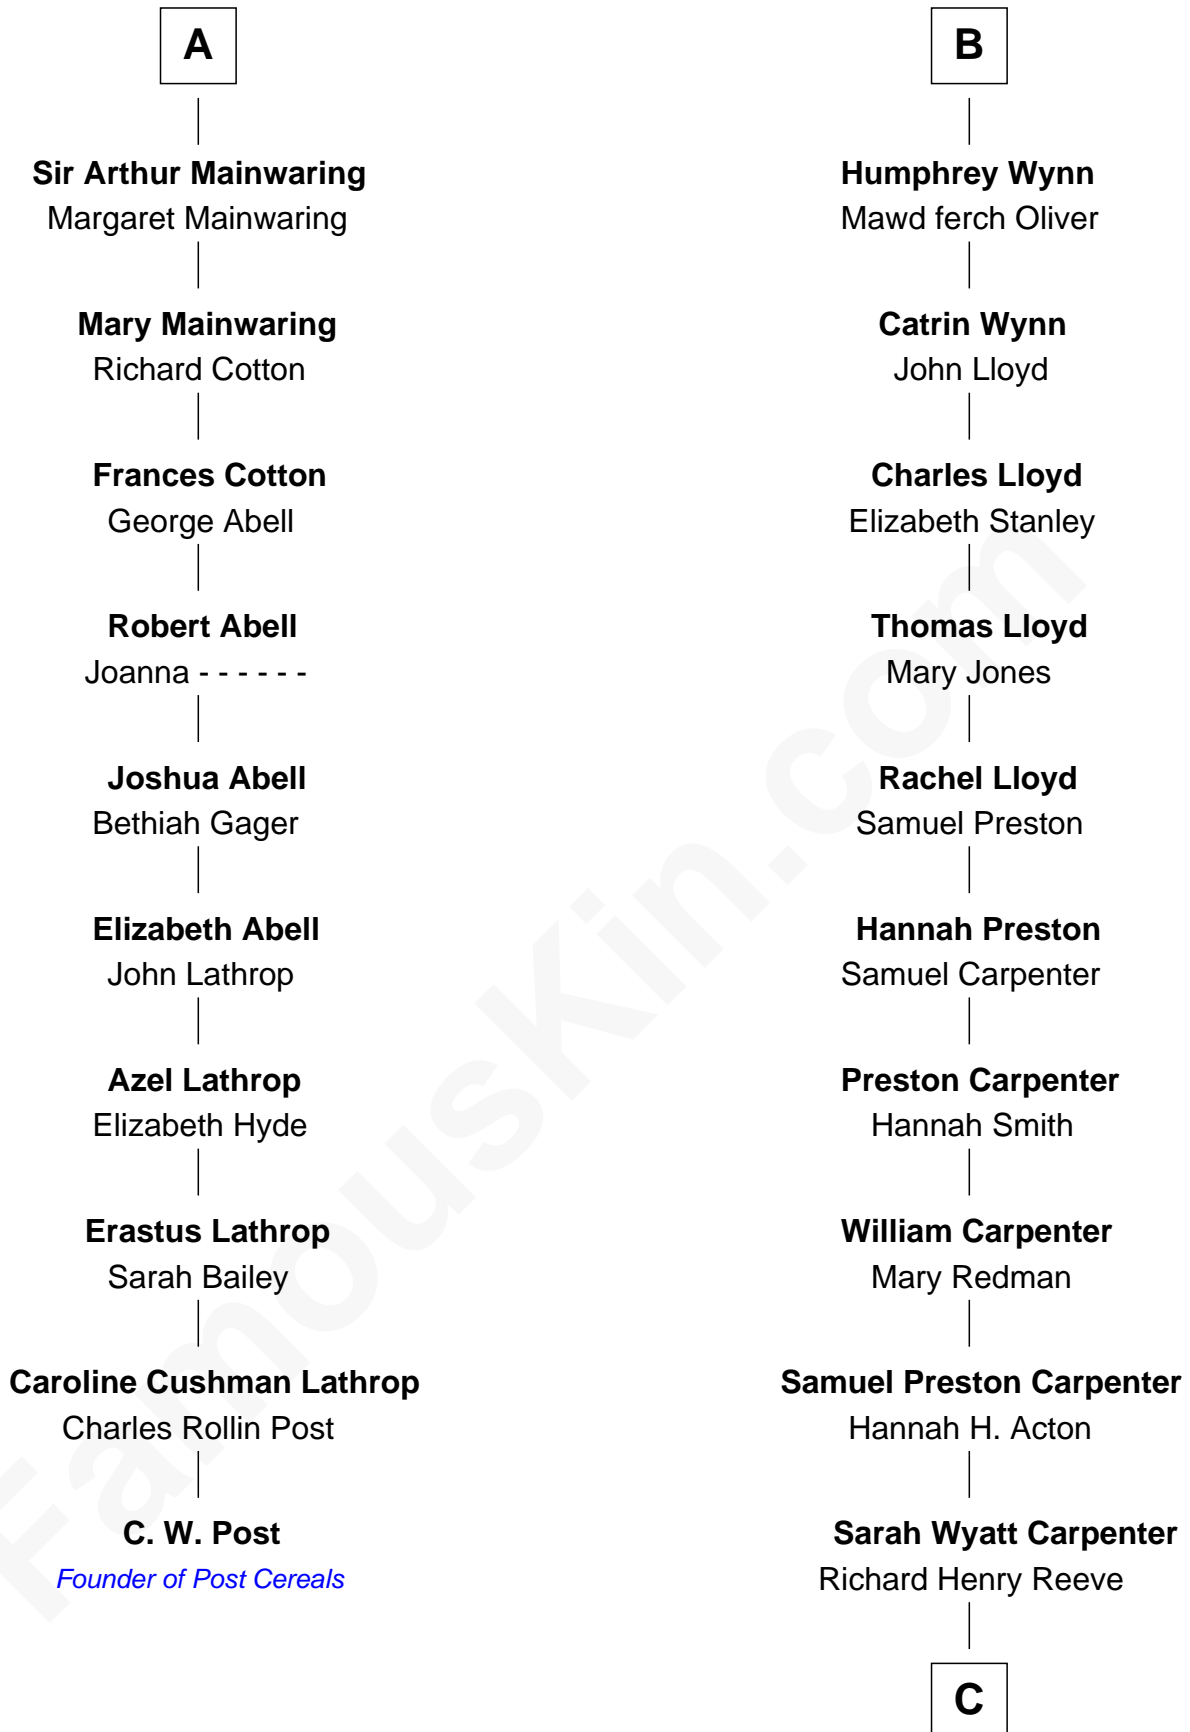 A
Sir Arthur Mainwaring
Margaret Mainwaring
Mary Mainwaring
Richard Cotton
Frances Cotton
George Abell
Robert Abell
Joanna - - - - - -
Joshua Abell
Bethiah Gager
Elizabeth Abell
John Lathrop
Azel Lathrop
Elizabeth Hyde
Erastus Lathrop
Sarah Bailey
Caroline Cushman Lathrop
Charles Rollin Post
C. W. Post
Founder of Post Cereals
B
Humphrey Wynn
Mawd ferch Oliver
Catrin Wynn
John Lloyd
Charles Lloyd
Elizabeth Stanley
Thomas Lloyd
Mary Jones
Rachel Lloyd
Samuel Preston
Hannah Preston
Samuel Carpenter
Preston Carpenter
Hannah Smith
William Carpenter
Mary Redman
Samuel Preston Carpenter
Hannah H. Acton
Sarah Wyatt Carpenter
Richard Henry Reeve
C
FamousKin.com